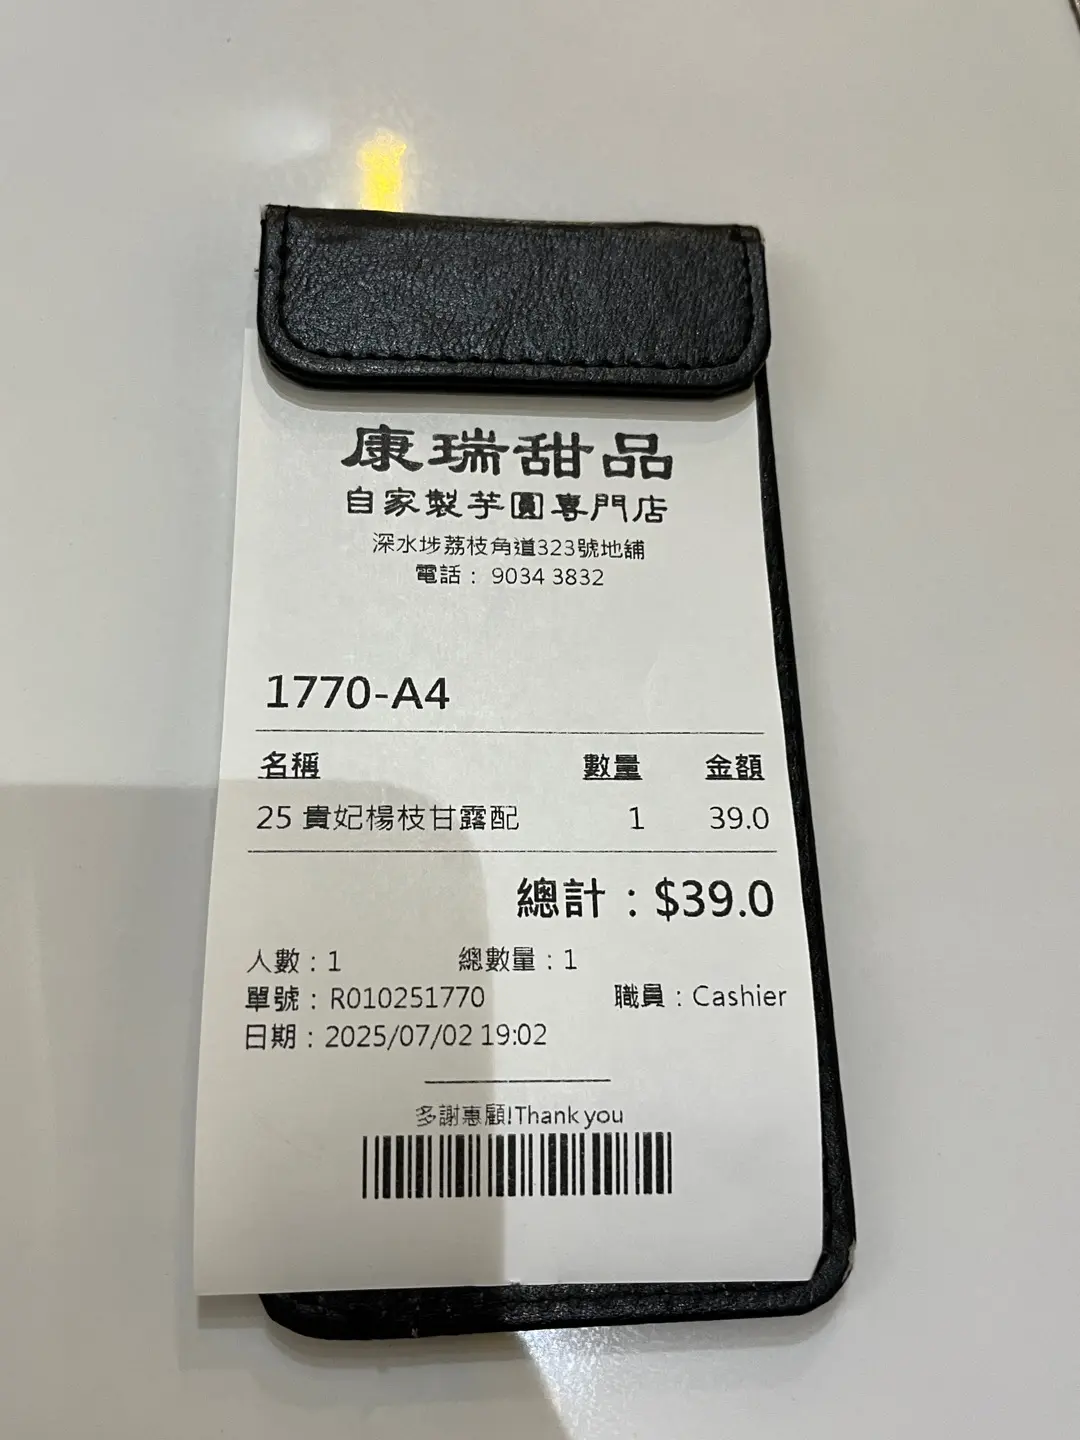 康瑞甜品
自家製芋圓專門店
深水埗荔枝角道323號地舖
電話： 9034 3832
1770-A4
名稱 數量 金額
25 貴妃楊枝甘露配 1 39.0
總計：$39.0
人數：1 總數量：1
單號：R010251770 職員：Cashier
日期：2025/07/02 19:02
多謝惠顧!Thank you